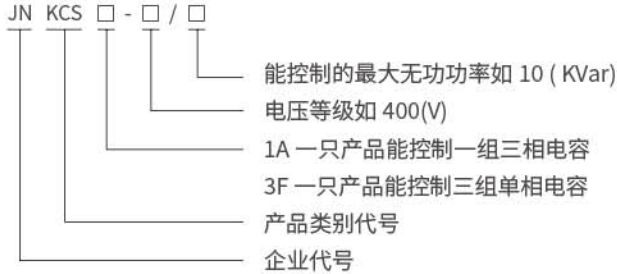 JN KCS □ - □ / □
能控制的最大无功功率如 10 ( KVar)
电压等级如 400(V)
1A 一只产品能控制一组三相电容
3F 一只产品能控制三组单相电容
产品类别代号
企业代号